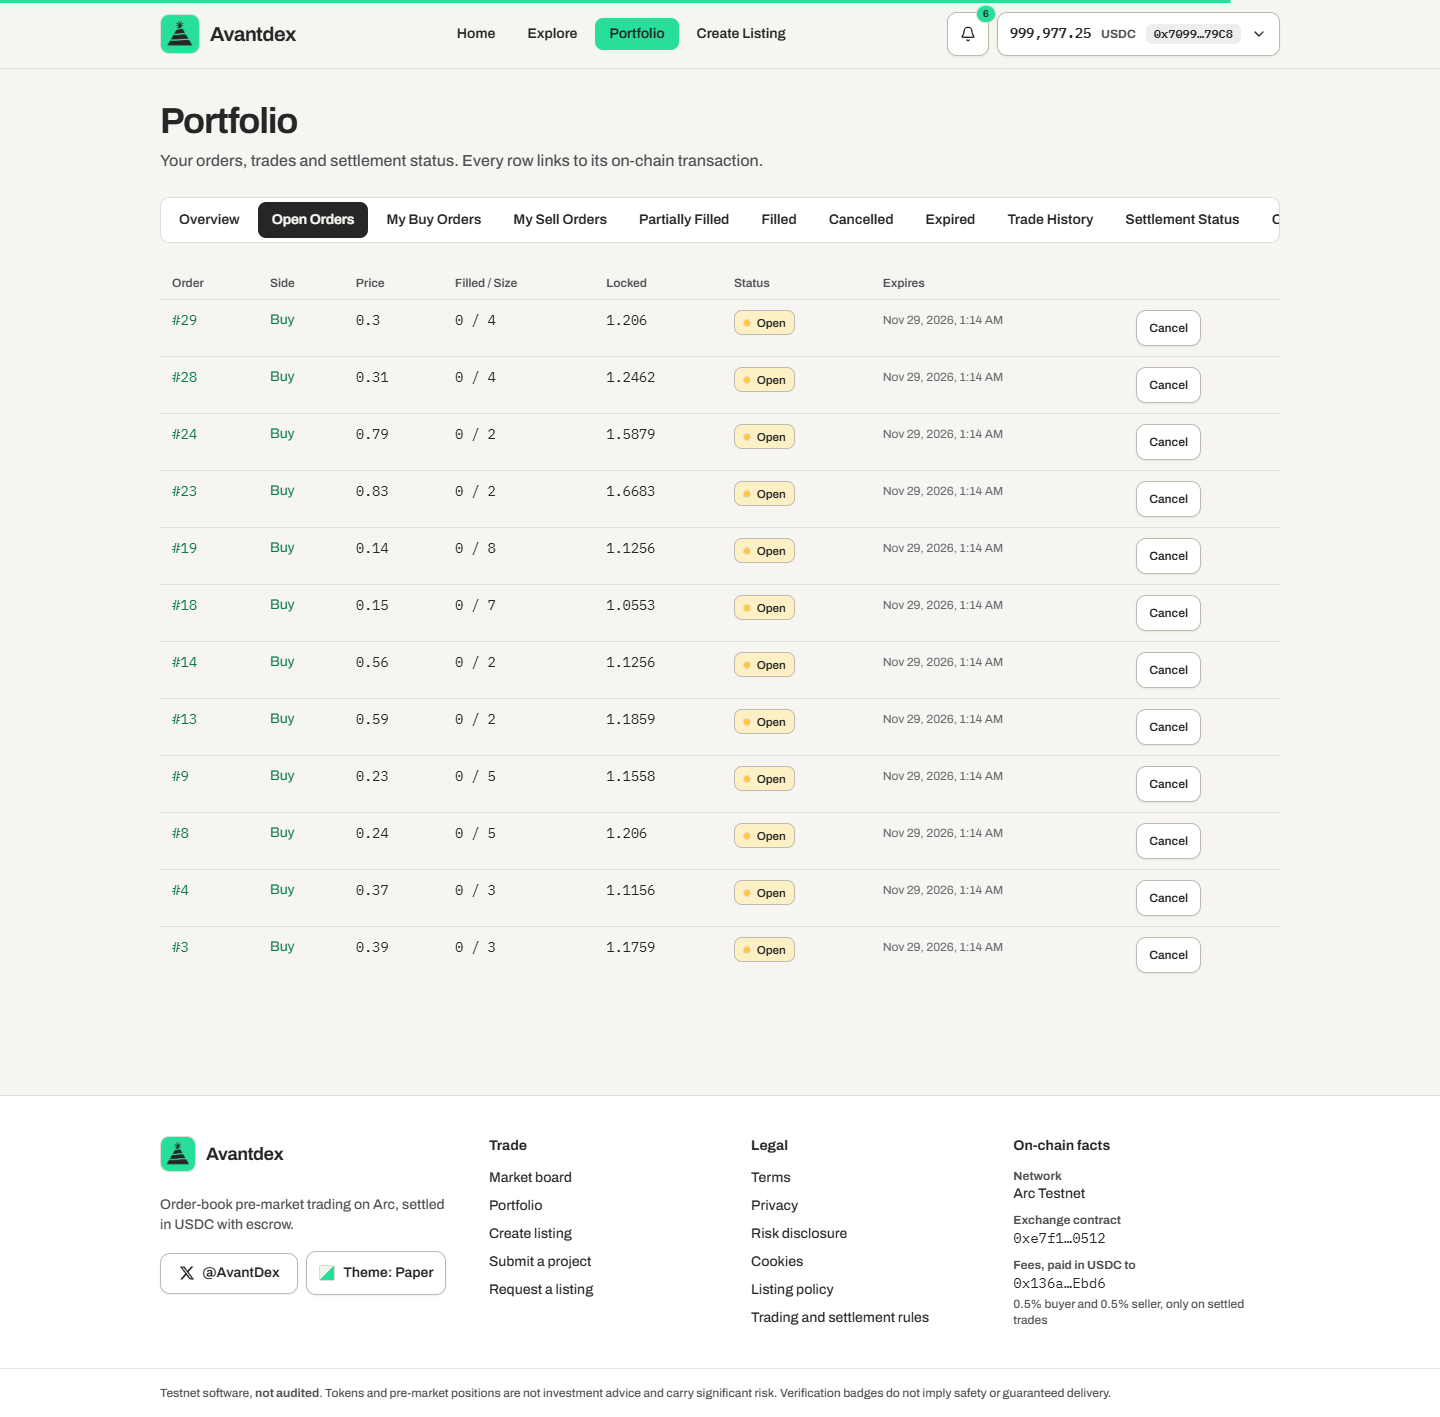 Avantdex
Home Explore Portfolio Create Listing
6
999,977.25 USDC 0x7099…79C8
Portfolio
Your orders, trades and settlement status. Every row links to its on-chain transaction.
Overview Open Orders My Buy Orders My Sell Orders Partially Filled Filled Cancelled Expired Trade History Settlement Status
Order Side Price Filled / Size Locked Status Expires
#29 Buy 0.3 0 / 4 1.206 Open Nov 29, 2026, 1:14 AM Cancel
#28 Buy 0.31 0 / 4 1.2462 Open Nov 29, 2026, 1:14 AM Cancel
#24 Buy 0.79 0 / 2 1.5879 Open Nov 29, 2026, 1:14 AM Cancel
#23 Buy 0.83 0 / 2 1.6683 Open Nov 29, 2026, 1:14 AM Cancel
#19 Buy 0.14 0 / 8 1.1256 Open Nov 29, 2026, 1:14 AM Cancel
#18 Buy 0.15 0 / 7 1.0553 Open Nov 29, 2026, 1:14 AM Cancel
#14 Buy 0.56 0 / 2 1.1256 Open Nov 29, 2026, 1:14 AM Cancel
#13 Buy 0.59 0 / 2 1.1859 Open Nov 29, 2026, 1:14 AM Cancel
#9 Buy 0.23 0 / 5 1.1558 Open Nov 29, 2026, 1:14 AM Cancel
#8 Buy 0.24 0 / 5 1.206 Open Nov 29, 2026, 1:14 AM Cancel
#4 Buy 0.37 0 / 3 1.1156 Open Nov 29, 2026, 1:14 AM Cancel
#3 Buy 0.39 0 / 3 1.1759 Open Nov 29, 2026, 1:14 AM Cancel
Avantdex
Order-book pre-market trading on Arc, settled
in USDC with escrow.
@AvantDex
Theme: Paper
Trade
Market board
Portfolio
Create listing
Submit a project
Request a listing
Legal
Terms
Privacy
Risk disclosure
Cookies
Listing policy
Trading and settlement rules
On-chain facts
Network
Arc Testnet
Exchange contract
0xe7f1…0512
Fees, paid in USDC to
0x136a…Ebd6
0.5% buyer and 0.5% seller, only on settled
trades
Testnet software, not audited. Tokens and pre-market positions are not investment advice and carry significant risk. Verification badges do not imply safety or guaranteed delivery.